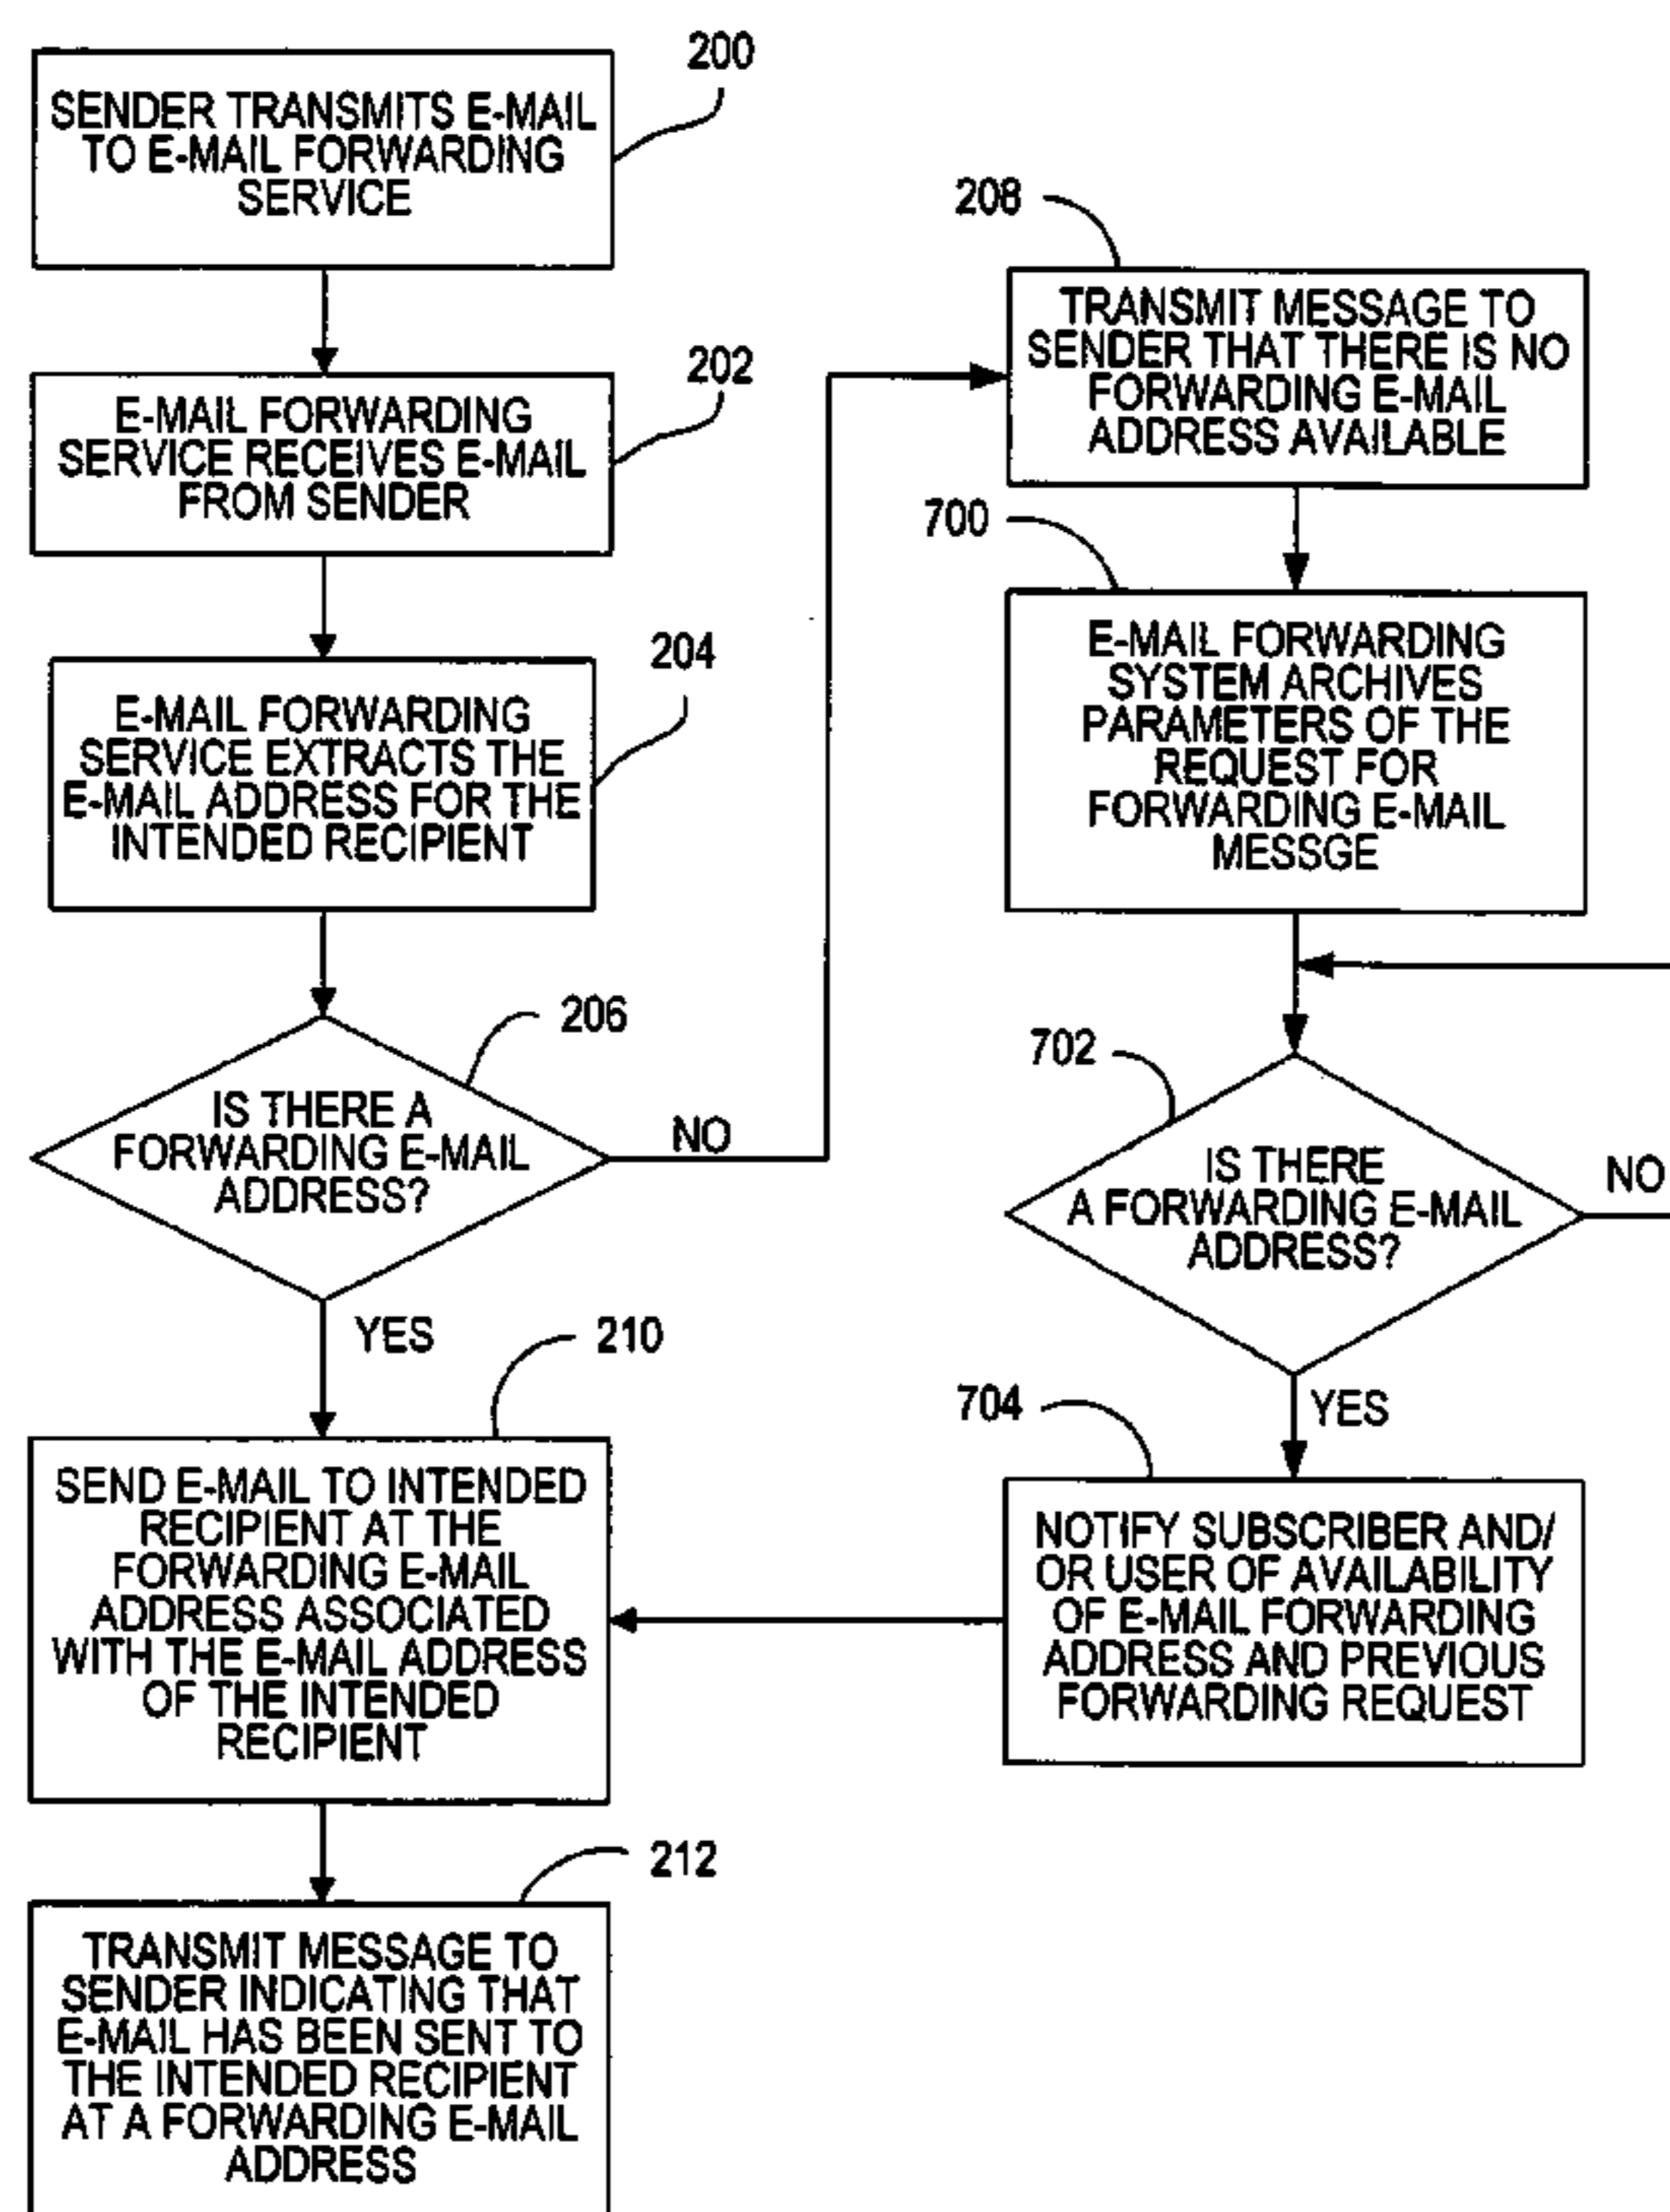 200
SENDER TRANSMITS E-MAIL
TO E-MAIL FORWARDING
SERVICE
202
E-MAIL FORWARDING
SERVICE RECEIVES E-MAIL
FROM SENDER
204
E-MAIL FORWARDING
SERVICE EXTRACTS THE
E-MAIL ADDRESS FOR THE
INTENDED RECIPIENT
206
IS THERE A
FORWARDING E-MAIL
ADDRESS?
NO
YES
210
SEND E-MAIL TO INTENDED
RECIPIENT AT THE
FORWARDING E-MAIL
ADDRESS ASSOCIATED
WITH THE E-MAIL ADDRESS
OF THE INTENDED
RECIPIENT
212
TRANSMIT MESSAGE TO
SENDER INDICATING THAT
E-MAIL HAS BEEN SENT TO
THE INTENDED RECIPIENT
AT A FORWARDING E-MAIL
ADDRESS
208
TRANSMIT MESSAGE TO
SENDER THAT THERE IS NO
FORWARDING E-MAIL
ADDRESS AVAILABLE
700
E-MAIL FORWARDING
SYSTEM ARCHIVES
PARAMETERS OF THE
REQUEST FOR
FORWARDING E-MAIL
MESSGE
702
IS THERE
A FORWARDING E-MAIL
ADDRESS?
NO
YES
704
NOTIFY SUBSCRIBER AND/
OR USER OF AVAILABILITY
OF E-MAIL FORWARDING
ADDRESS AND PREVIOUS
FORWARDING REQUEST